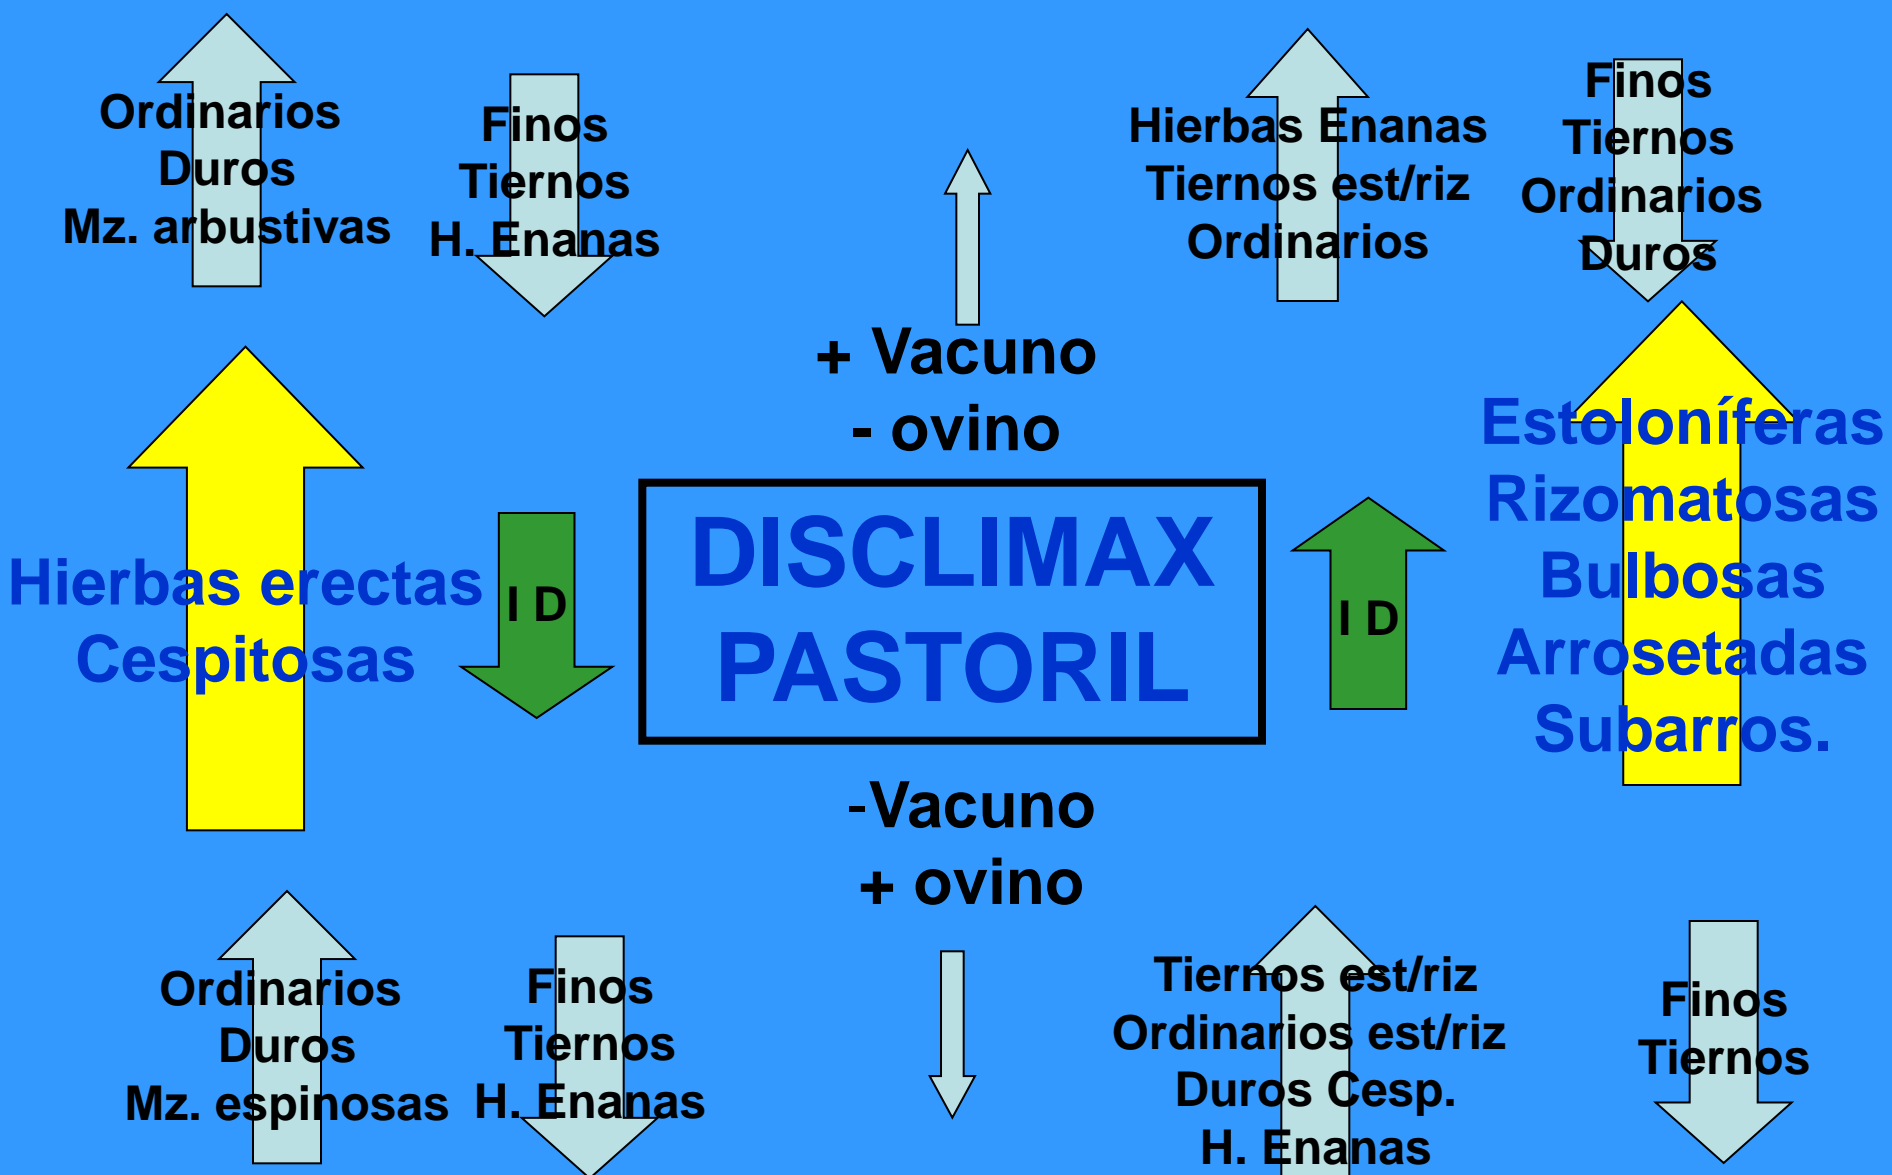 Ordinarios
Duros
Mz. arbustivas
Finos
Tiernos
H. Enanas
Hierbas Enanas
Tiernos est/riz
Ordinarios
Finos
Tiernos
Ordinarios
Duros
+ Vacuno
- ovino
Hierbas erectas
Cespitosas
I D
DISCLIMAX
PASTORIL
I D
Estoloníferas
Rizomatosas
Bulbosas
Arrosetadas
Subarros.
-Vacuno
+ ovino
Ordinarios
Duros
Mz. espinosas
Finos
Tiernos
H. Enanas
Tiernos est/riz
Ordinarios est/riz
Duros Cesp.
H. Enanas
Finos
Tiernos